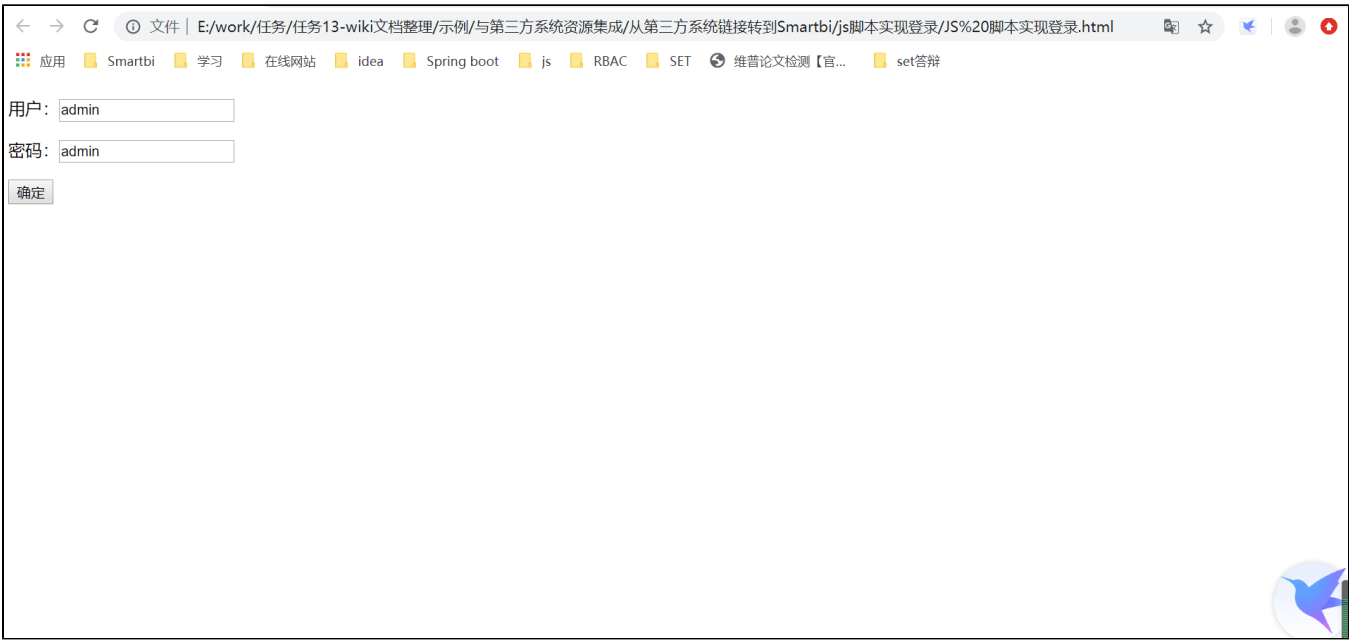 文件 | E:/work/任务/任务13-wiki文档整理/示例/与第三方系统资源集成/从第三方系统链接转到Smartbi/js脚本实现登录/JS%20脚本实现登录.html
应用 Smartbi 学习 在线网站 idea Spring boot js RBAC SET 维普论文检测【官... set答辩
用户：admin
密码：admin
确定